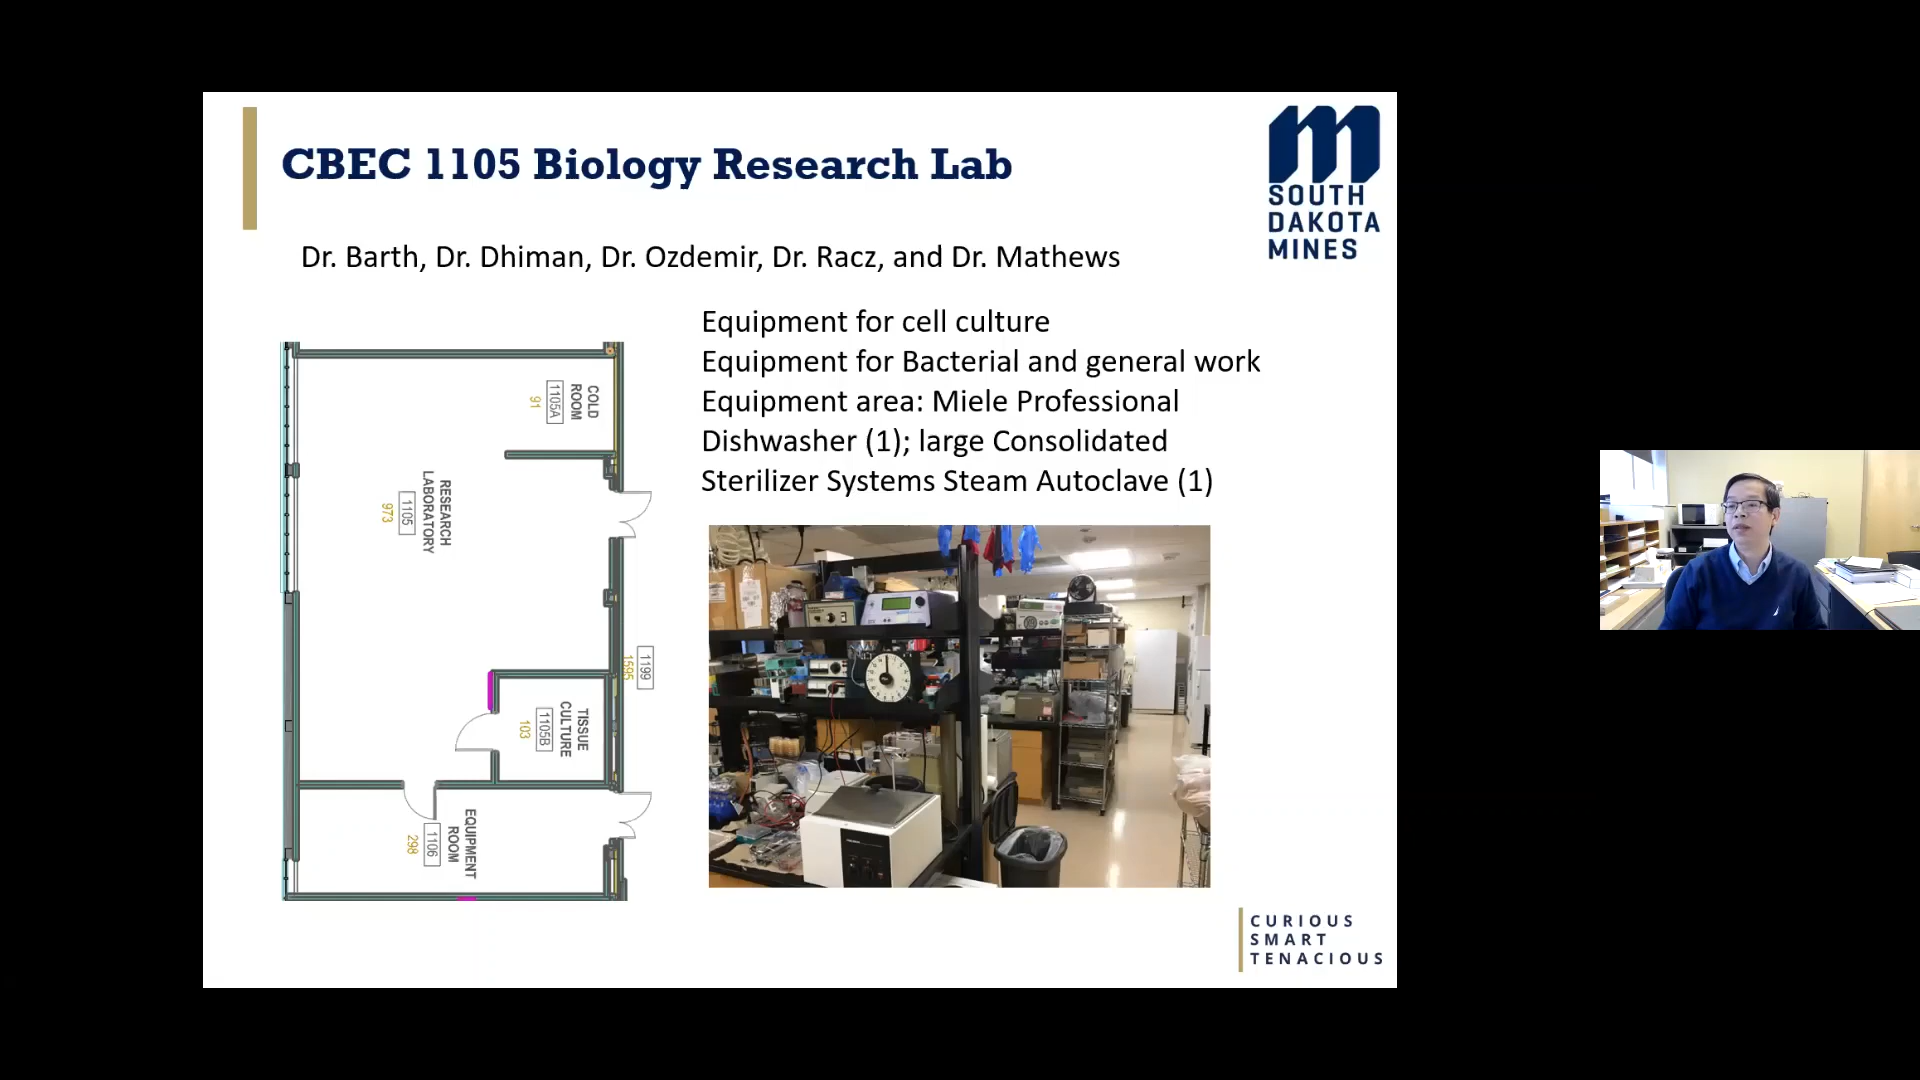 CBEC 1105 Biology Research Lab
SOUTH
DAKOTA
MINES
Dr. Barth, Dr. Dhiman, Dr. Ozdemir, Dr. Racz, and Dr. Mathews
Equipment for cell culture
Equipment for Bacterial and general work
Equipment area: Miele Professional
Dishwasher (1); large Consolidated
Sterilizer Systems Steam Autoclave (1)
COLD
ROOM
1105A
91
RESEARCH
LABORATORY
1105
973
1199
1595
TISSUE
CULTURE
1105B
103
EQUIPMENT
ROOM
1106
298
CURIOUS
SMART
TENACIOUS